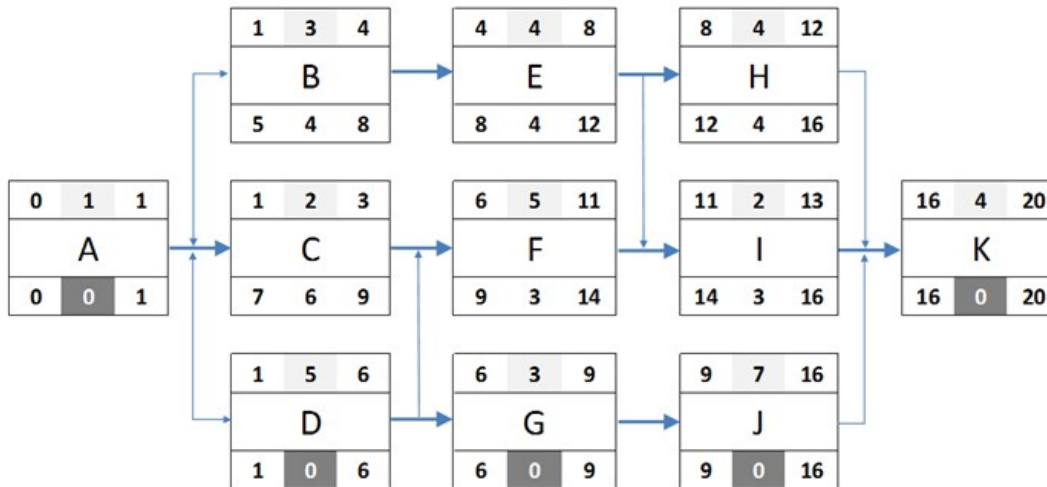 1 3 4
B
5 4 8
4 4 8
E
8 4 12
8 4 12
H
12 4 16
0 1 1
A
0 0 1
1 2 3
C
7 6 9
6 5 11
F
9 3 14
11 2 13
I
14 3 16
16 4 20
K
16 0 20
1 5 6
D
1 0 6
6 3 9
G
6 0 9
9 7 16
J
9 0 16